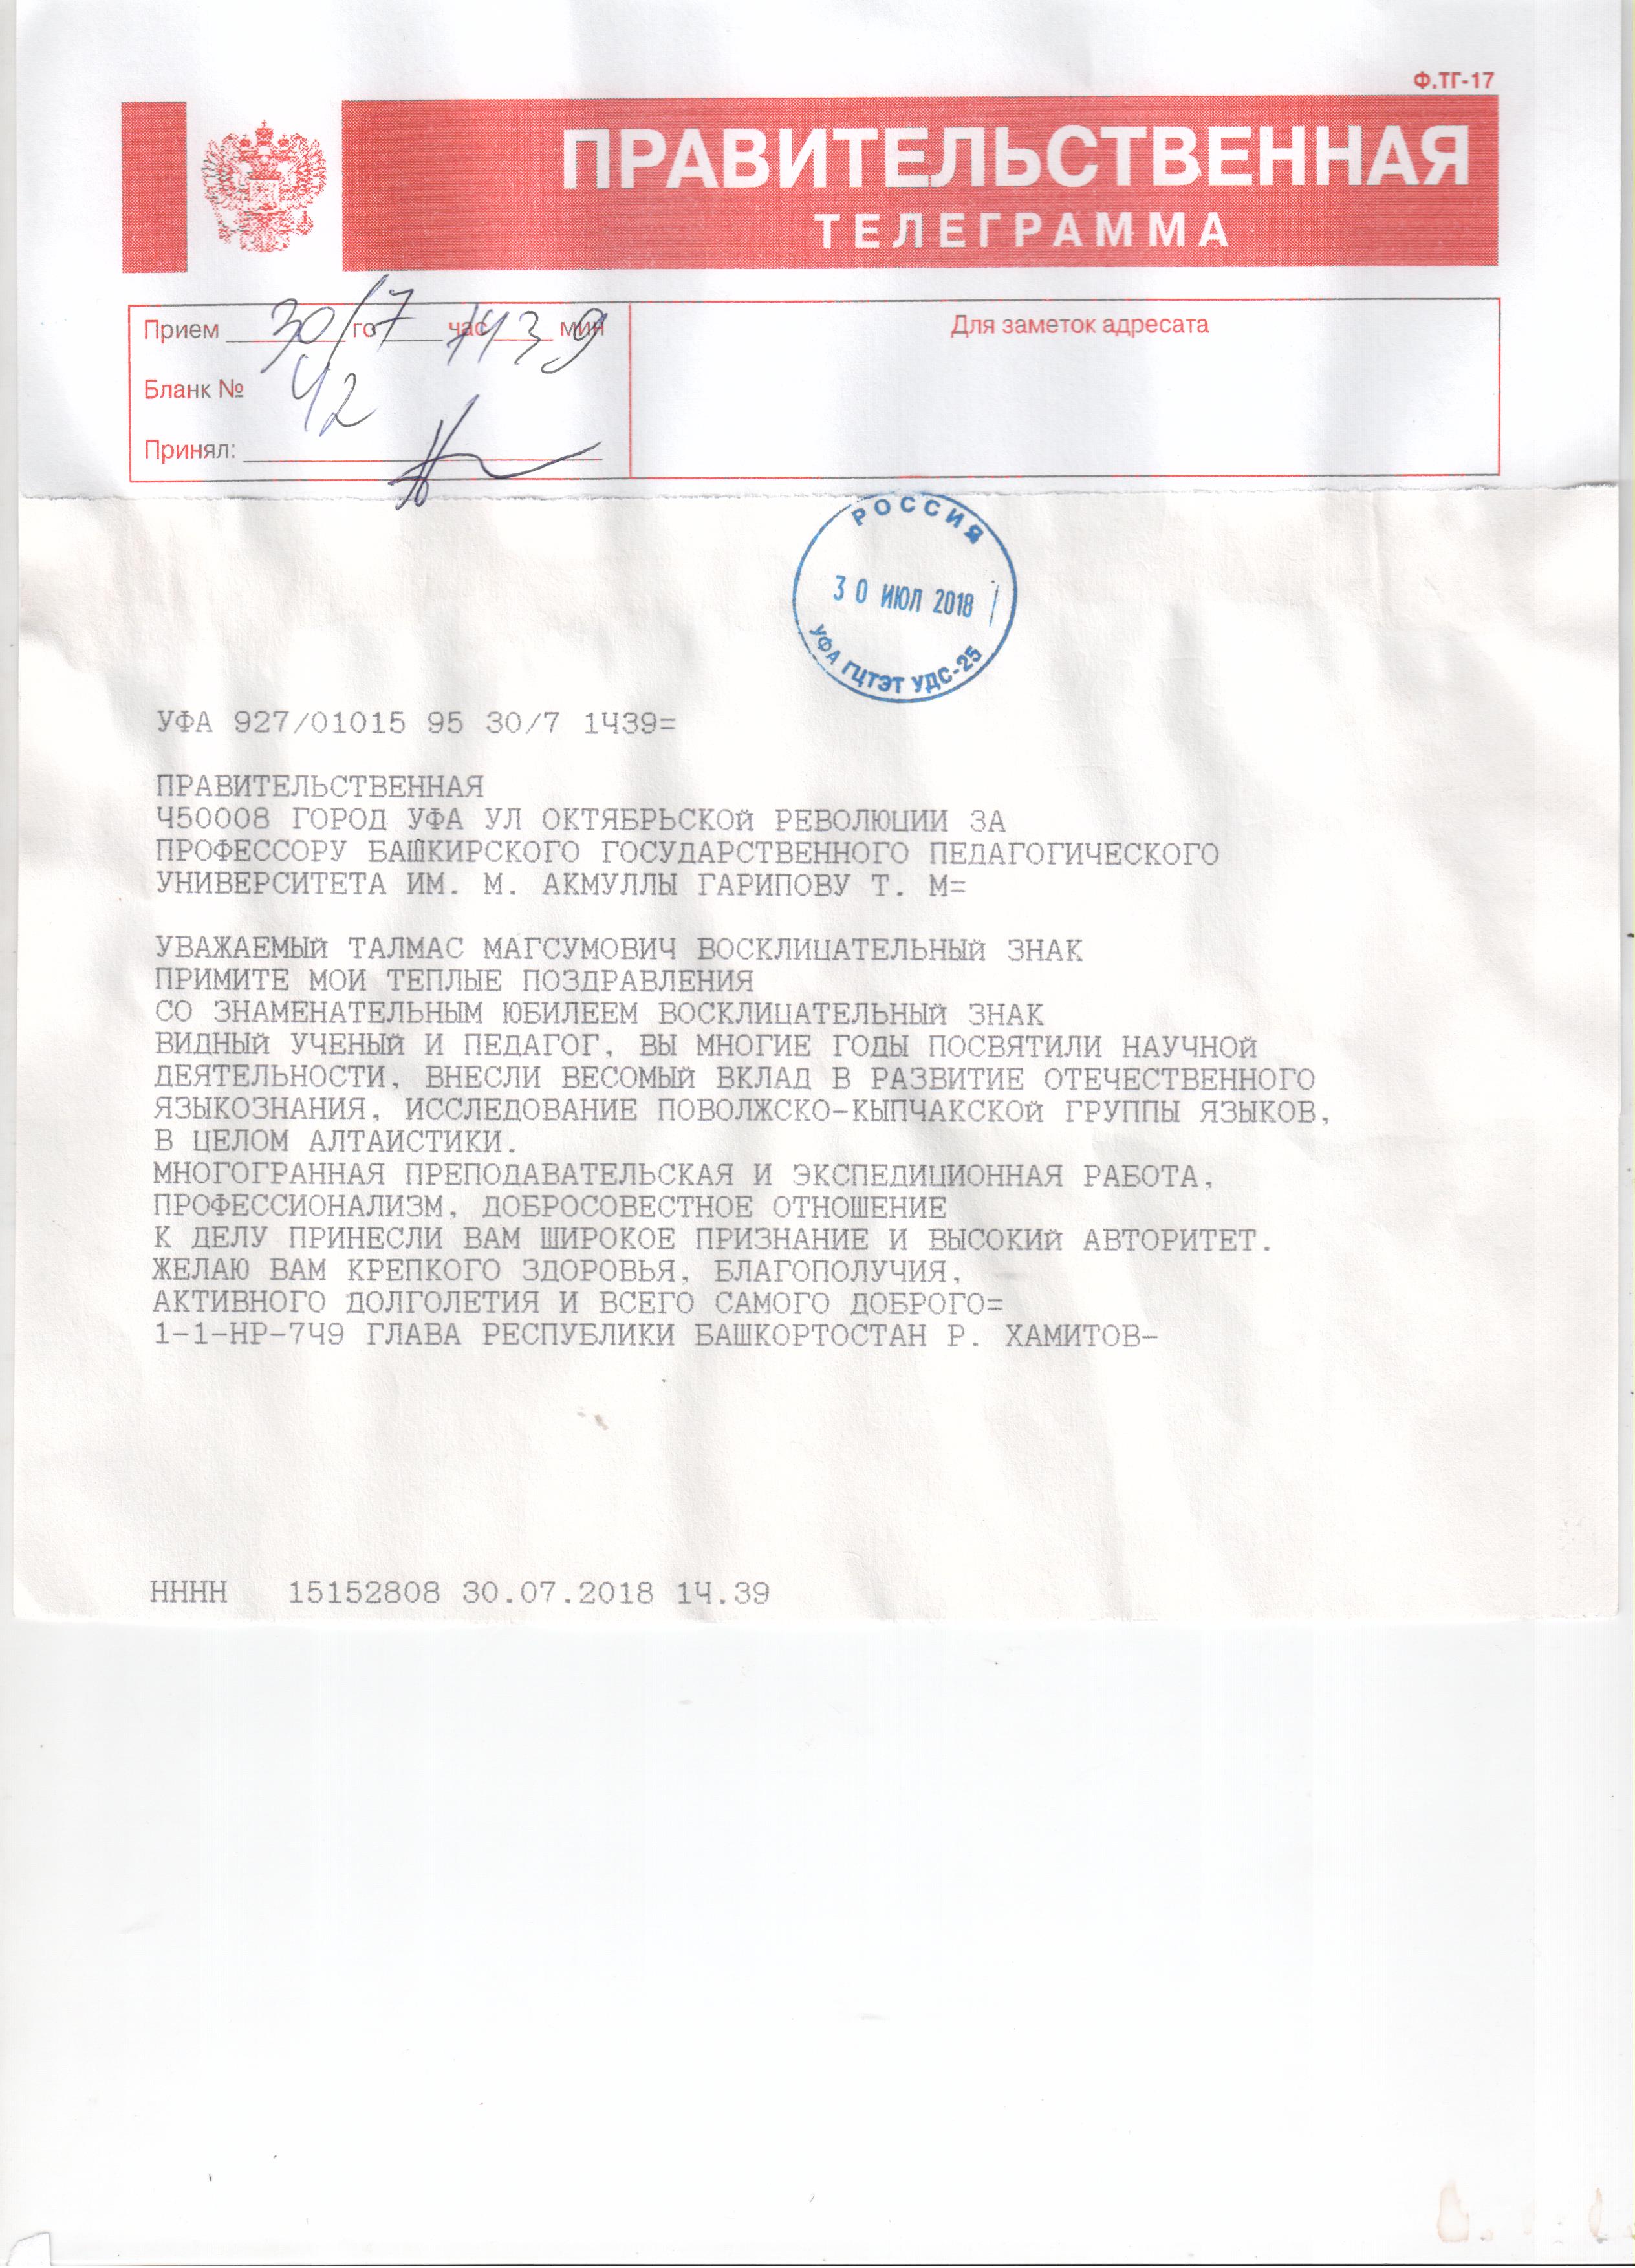 Ф.ТГ-17
ПРАВИТЕЛЬСТВЕННАЯ
ТЕЛЕГРАММА
Прием 30/го 7 час 1439 мин
Для заметок адресата
Бланк № 42
Принял:
РОССИЯ
30 ИЮЛ 2018
УФА ГЦТЭТ УДС-25
УФА 927/01015 95 30/7 1Ч39=
ПРАВИТЕЛЬСТВЕННАЯ
Ч50008 ГОРОД УФА УЛ ОКТЯБРЬСКОЙ РЕВОЛЮЦИИ ЗА
ПРОФЕССОРУ БАШКИРСКОГО ГОСУДАРСТВЕННОГО ПЕДАГОГИЧЕСКОГО
УНИВЕРСИТЕТА ИМ. М. АКМУЛЛЫ ГАРИПОВУ Т. М=
УВАЖАЕМЫЙ ТАЛМАС МАГСУМОВИЧ ВОСКЛИЦАТЕЛЬНЫЙ ЗНАК
ПРИМИТЕ МОИ ТЕПЛЫЕ ПОЗДРАВЛЕНИЯ
СО ЗНАМЕНАТЕЛЬНЫМ ЮБИЛЕЕМ ВОСКЛИЦАТЕЛЬНЫЙ ЗНАК
ВИДНЫЙ УЧЕНЫЙ И ПЕДАГОГ, ВЫ МНОГИЕ ГОДЫ ПОСВЯТИЛИ НАУЧНОЙ
ДЕЯТЕЛЬНОСТИ, ВНЕСЛИ ВЕСОМЫЙ ВКЛАД В РАЗВИТИЕ ОТЕЧЕСТВЕННОГО
ЯЗЫКОЗНАНИЯ, ИССЛЕДОВАНИЕ ПОВОЛЖСКО-КЫПЧАКСКОЙ ГРУППЫ ЯЗЫКОВ,
В ЦЕЛОМ АЛТАИСТИКИ.
МНОГОГРАННАЯ ПРЕПОДАВАТЕЛЬСКАЯ И ЭКСПЕДИЦИОННАЯ РАБОТА,
ПРОФЕССИОНАЛИЗМ, ДОБРОСОВЕСТНОЕ ОТНОШЕНИЕ
К ДЕЛУ ПРИНЕСЛИ ВАМ ШИРОКОЕ ПРИЗНАНИЕ И ВЫСОКИЙ АВТОРИТЕТ.
ЖЕЛАЮ ВАМ КРЕПКОГО ЗДОРОВЬЯ, БЛАГОПОЛУЧИЯ,
АКТИВНОГО ДОЛГОЛЕТИЯ И ВСЕГО САМОГО ДОБРОГО=
1-1-НР-7Ч9 ГЛАВА РЕСПУБЛИКИ БАШКОРТОСТАН Р. ХАМИТОВ-
НННН 15152808 30.07.2018 1Ч.39